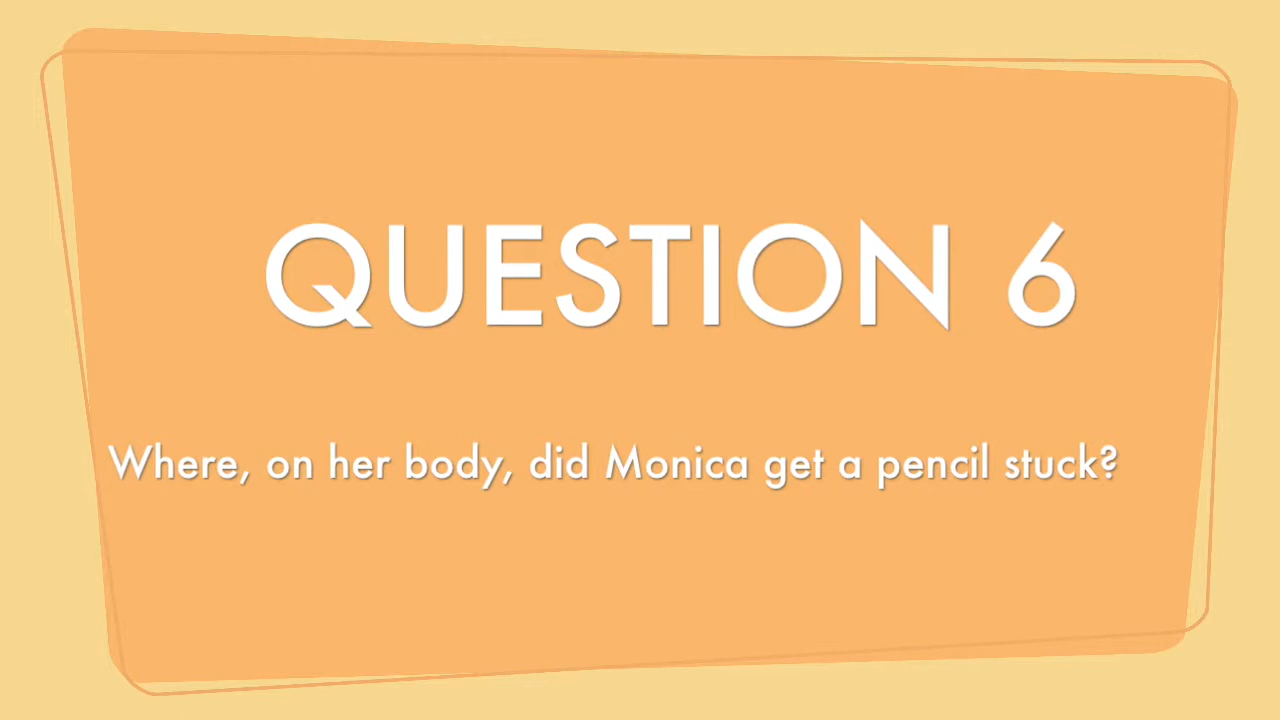 QUESTION 6
Where, on her body, did Monica get a pencil stuck?